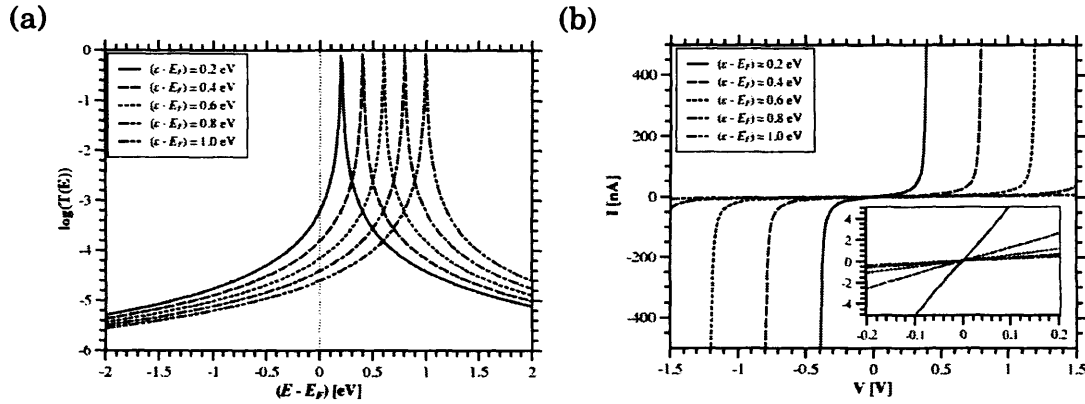 (a)
0
-1
-2
-3
-4
-5
-6
log(T(E))
(ε - E_F) = 0.2 eV
(ε - E_F) = 0.4 eV
(ε - E_F) = 0.6 eV
(ε - E_F) = 0.8 eV
(ε - E_F) = 1.0 eV
-2 -1.5 -1 -0.5 0 0.5 1 1.5 2
(E - E_F) [eV]
(b)
400
200
0
-200
-400
I [nA]
(ε - E_F) = 0.2 eV
(ε - E_F) = 0.4 eV
(ε - E_F) = 0.6 eV
(ε - E_F) = 0.8 eV
(ε - E_F) = 1.0 eV
4
2
0
-2
-4
-0.2 -0.1 0 0.1 0.2
-1.5 -1 -0.5 0 0.5 1 1.5
V [V]